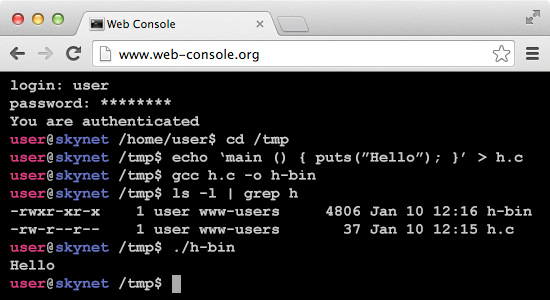 Web Console
www.web-console.org
login: user
password: ********
You are authenticated
user@skynet /home/user$ cd /tmp
user@skynet /tmp$ echo ‘main () { puts(”Hello”); }’ > h.c
user@skynet /tmp$ gcc h.c -o h-bin
user@skynet /tmp$ ls -l | grep h
-rwxr-xr-x    1 user www-users     4806 Jan 10 12:16 h-bin
-rw-r--r--    1 user www-users       37 Jan 10 12:15 h.c
user@skynet /tmp$ ./h-bin
Hello
user@skynet /tmp$